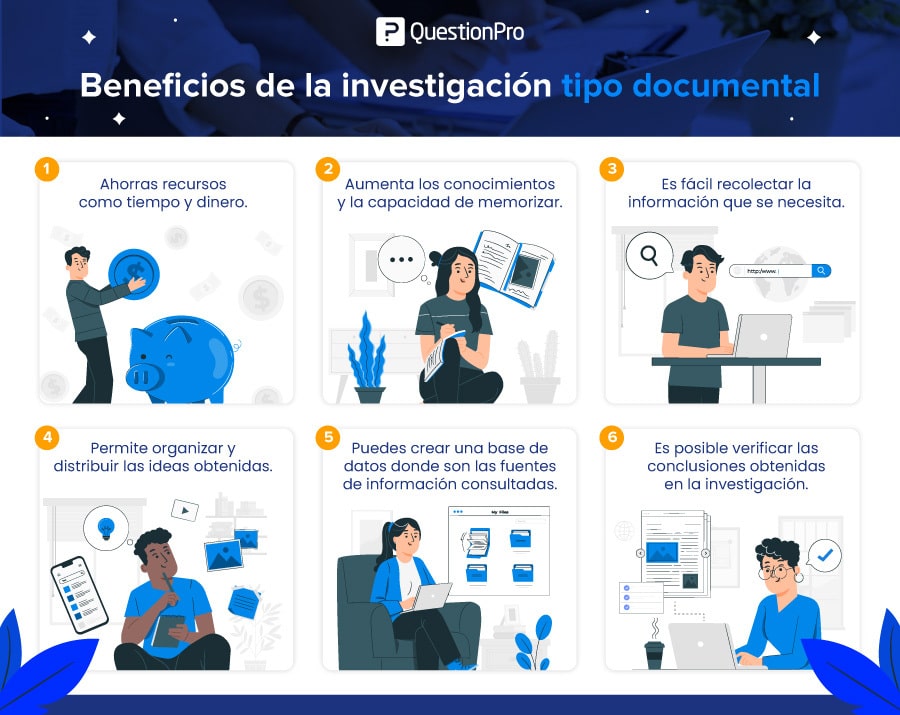 QuestionPro
Beneficios de la investigación tipo documental
1
Ahorras recursos
como tiempo y dinero.
2
Aumenta los conocimientos
y la capacidad de memorizar.
3
Es fácil recolectar la
información que se necesita.
http:/www. |
4
Permite organizar y
distribuir las ideas obtenidas.
5
Puedes crear una base de
datos donde son las fuentes
de información consultadas.
My Files
6
Es posible verificar las
conclusiones obtenidas
en la investigación.